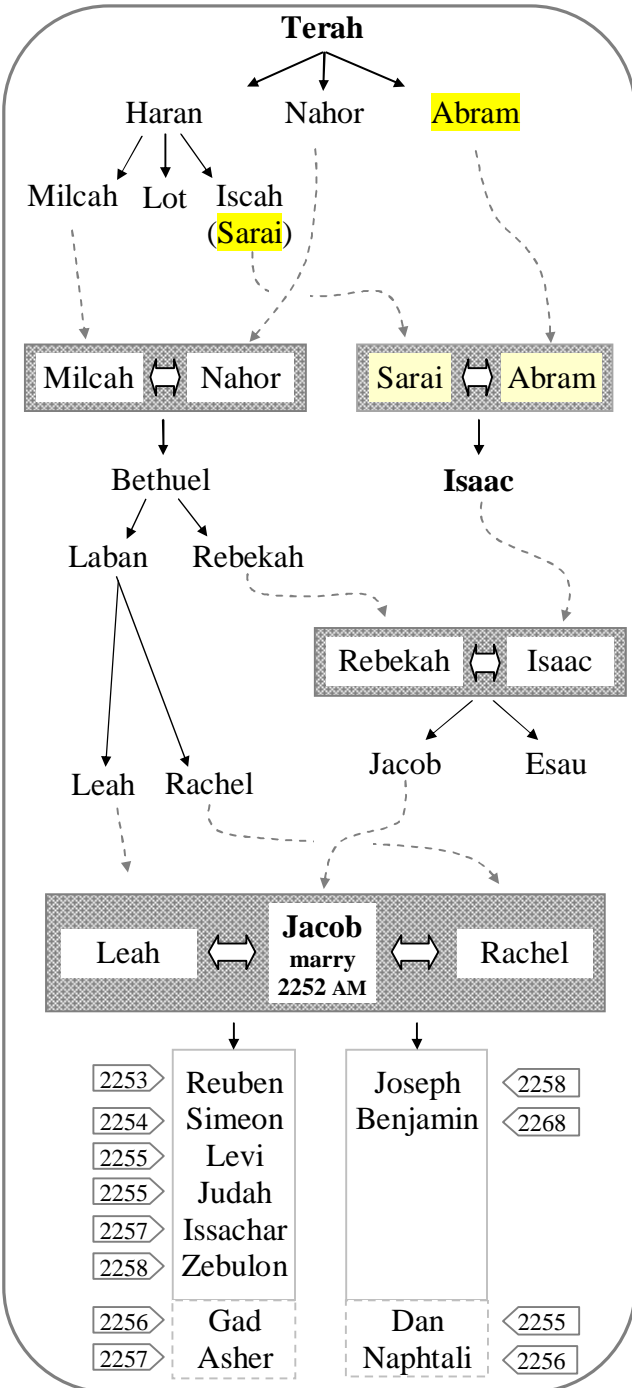 Terah
Haran Nahor Abram
Milcah Lot Iscah
(Sarai)
Milcah Nahor Sarai Abram
Bethuel Isaac
Laban Rebekah
Rebekah Isaac
Leah Rachel Jacob Esau
Leah Jacob Rachel
marry
2252 AM
2253 Reuben Joseph 2258
2254 Simeon Benjamin 2268
2255 Levi
2255 Judah
2257 Issachar
2258 Zebulon
2256 Gad Dan 2255
2257 Asher Naphtali 2256